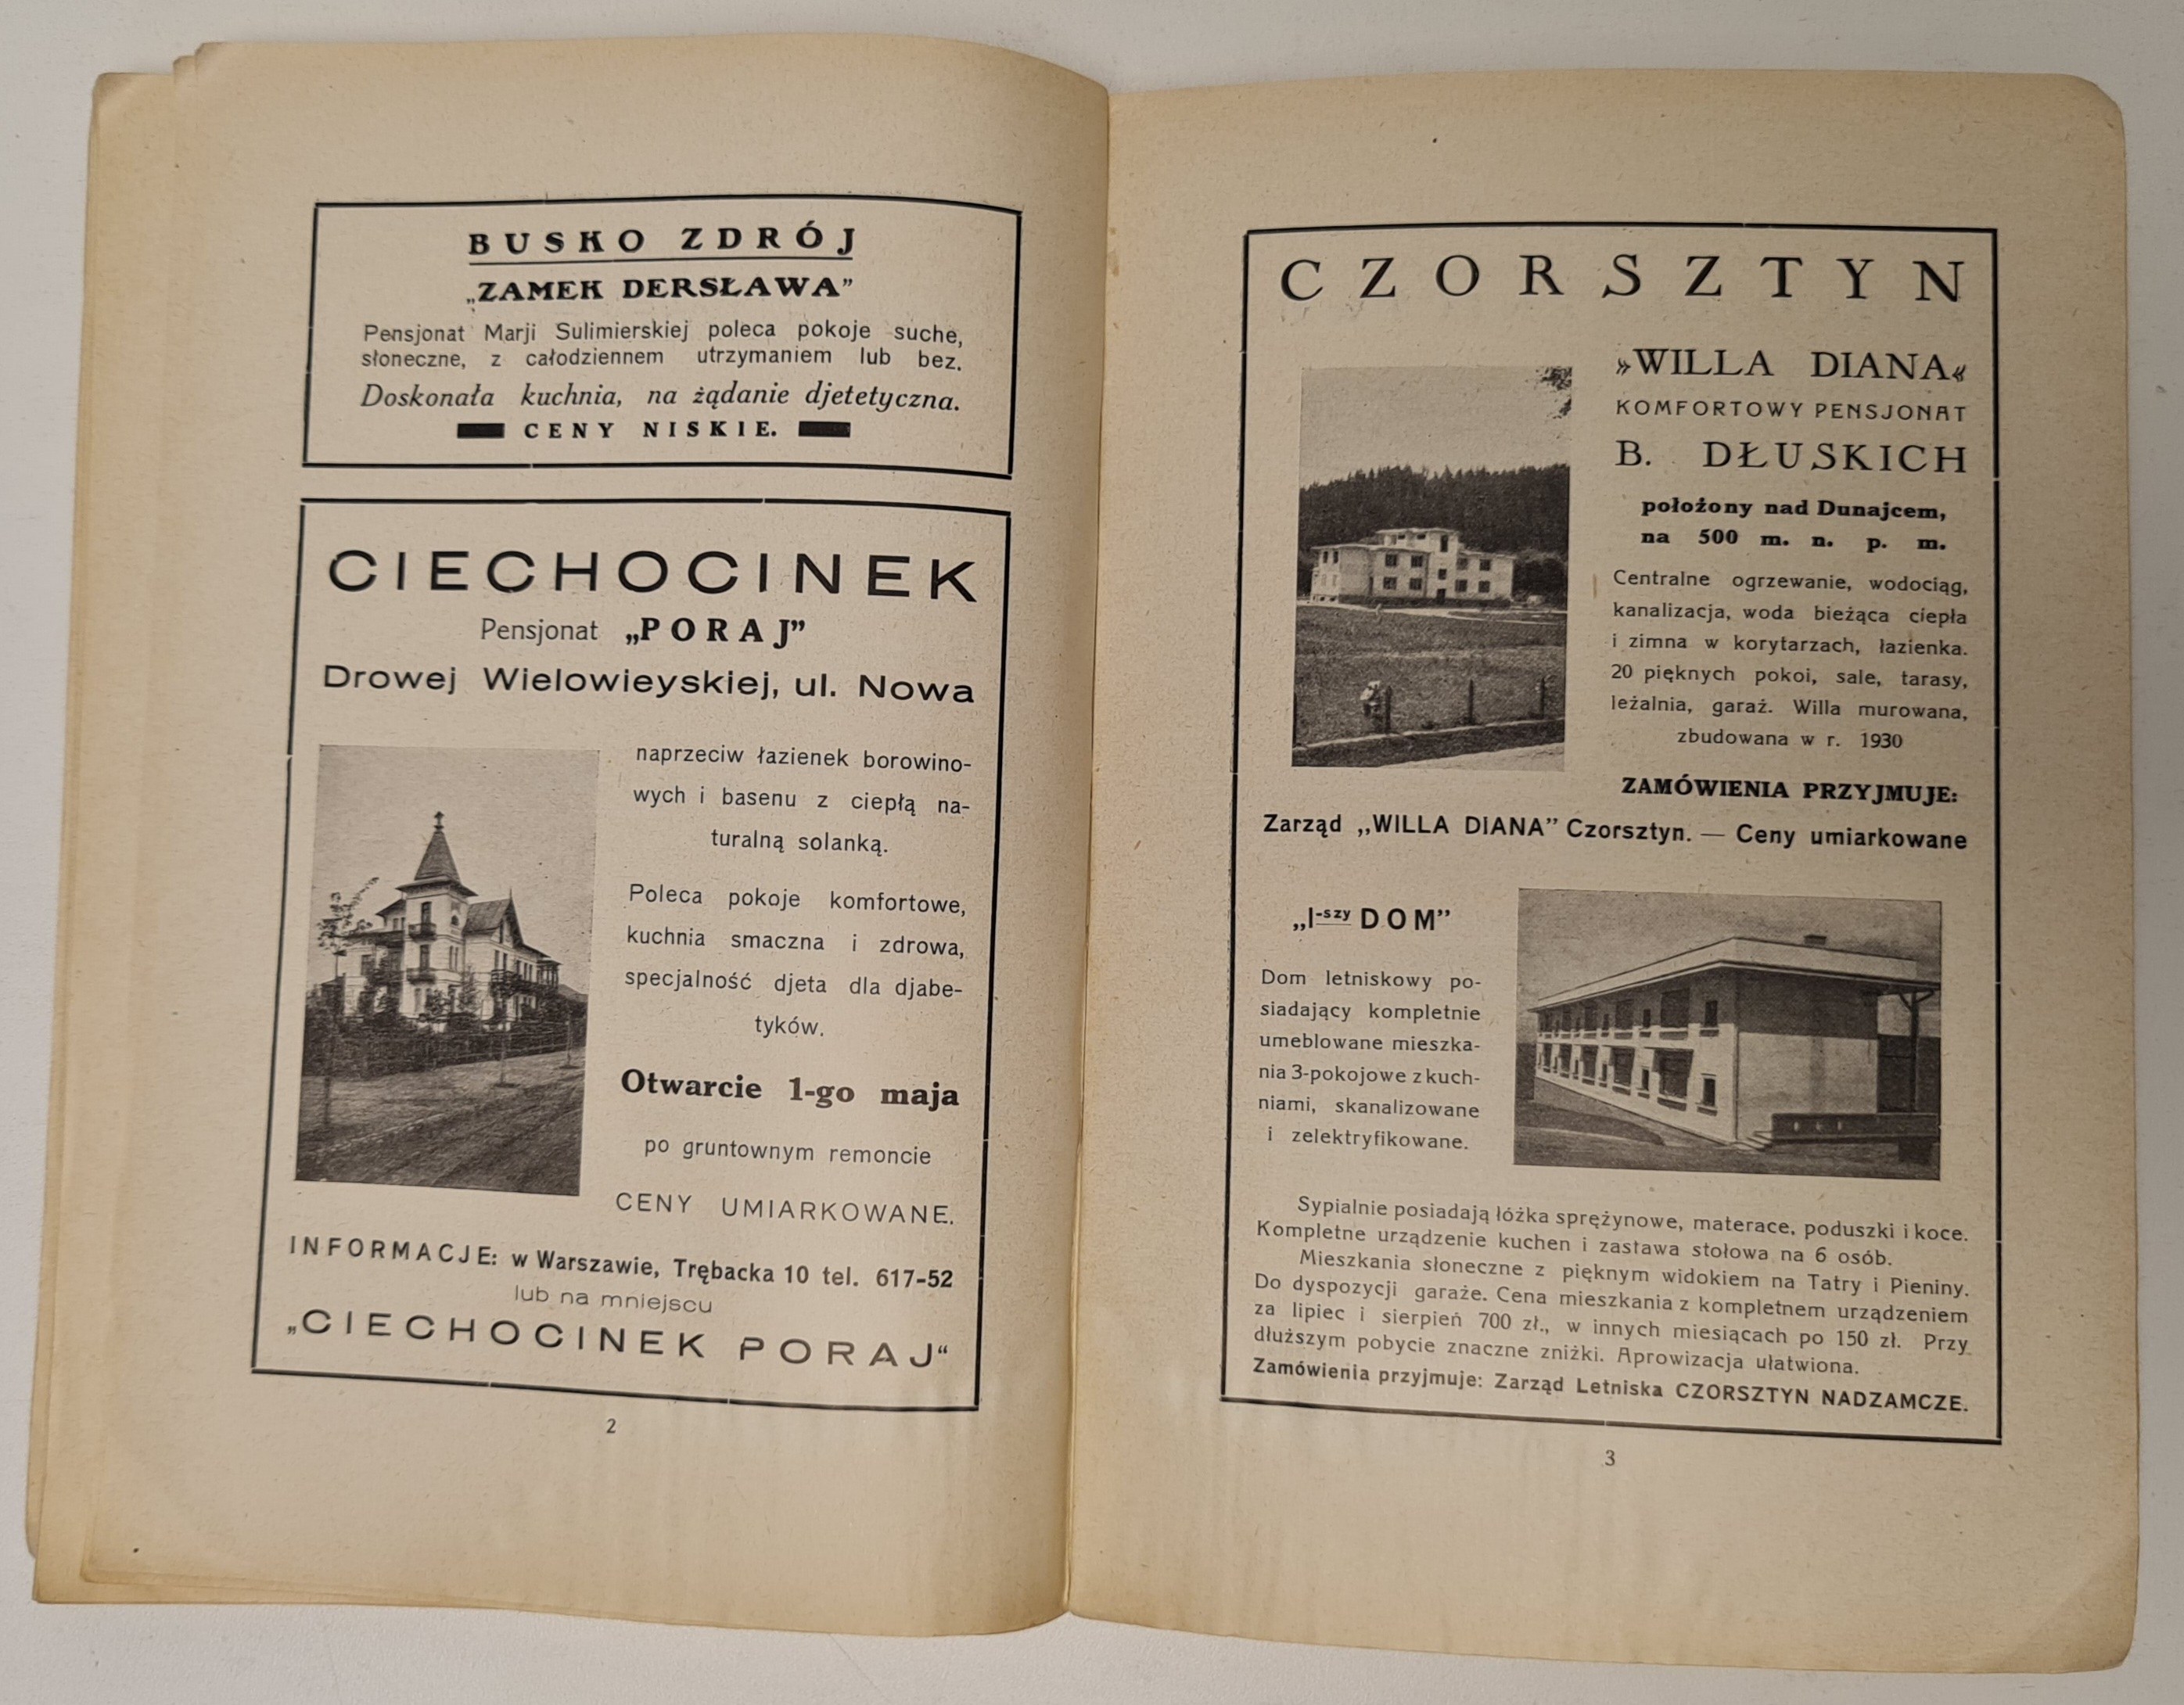 BUSKO ZDRÓJ
„ZAMEK DERSŁAWA”
Pensjonat Marji Sulimierskiej poleca pokoje suche,
słoneczne, z całodziennem utrzymaniem lub bez.
Doskonała kuchnia, na żądanie djetetyczna.
CENY NISKIE.
CIECHOCINEK
Pensjonat „PORAJ”
Drowej Wielowieyskiej, ul. Nowa
naprzeciw łazienek borowino-
wych i basenu z ciepłą na-
turalną solanką.
Poleca pokoje komfortowe,
kuchnia smaczna i zdrowa,
specjalność djeta dla djabe-
tyków.
Otwarcie 1-go maja
po gruntownym remoncie
CENY UMIARKOWANE.
INFORMACJE: w Warszawie, Trębacka 10 tel. 617-52
lub na mniejscu
„CIECHOCINEK PORAJ“
2
CZORSZTYN
»WILLA DIANA«
KOMFORTOWY PENSJONAT
B. DŁUSKICH
położony nad Dunajcem,
na 500 m. n. p. m.
Centralne ogrzewanie, wodociąg,
kanalizacja, woda bieżąca ciepła
i zimna w korytarzach, łazienka.
20 pięknych pokoi, sale, tarasy,
leżalnia, garaż. Willa murowana,
zbudowana w r. 1930
ZAMÓWIENIA PRZYJMUJE:
Zarząd „WILLA DIANA” Czorsztyn. — Ceny umiarkowane
„I-szy DOM”
Dom letniskowy po-
siadający kompletnie
umeblowane mieszka-
nia 3-pokojowe z kuch-
niami, skanalizowane
i zelektryfikowane.
Sypialnie posiadają łóżka sprężynowe, materace, poduszki i koce.
Kompletne urządzenie kuchen i zastawa stołowa na 6 osób.
Mieszkania słoneczne z pięknym widokiem na Tatry i Pieniny.
Do dyspozycji garaże. Cena mieszkania z kompletnem urządzeniem
za lipiec i sierpień 700 zł., w innych miesiącach po 150 zł. Przy
dłuższym pobycie znaczne zniżki. Aprowizacja ułatwiona.
Zamówienia przyjmuje: Zarząd Letniska CZORSZTYN NADZAMCZE.
3